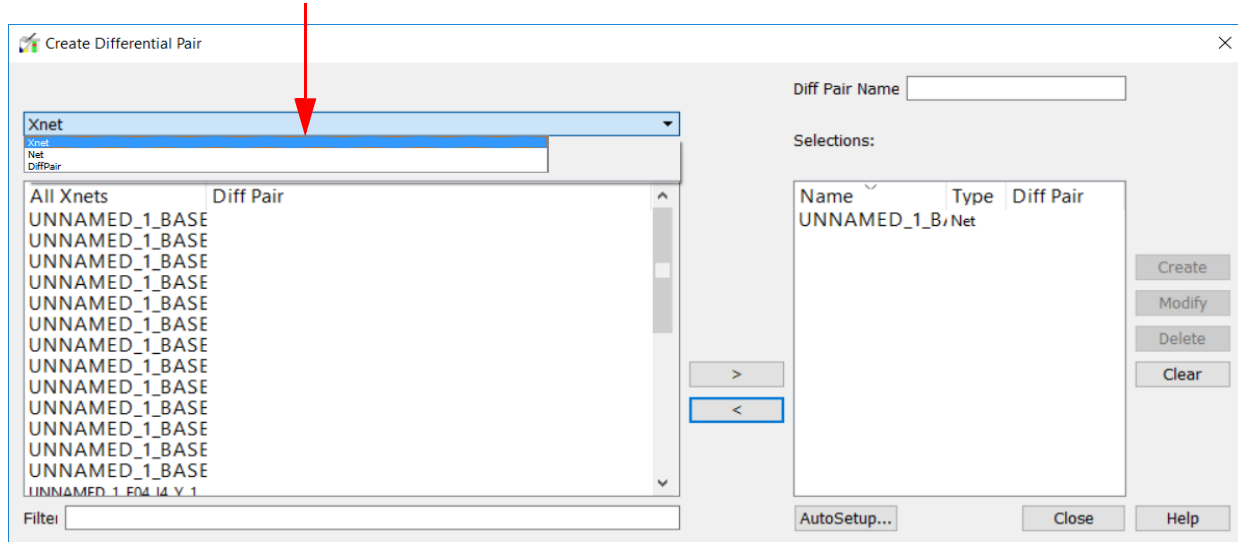 Create Differential Pair
Diff Pair Name
Xnet
Xnet
Net
DiffPair
Selections:
All Xnets Diff Pair
UNNAMED_1_BASE
UNNAMED_1_BASE
UNNAMED_1_BASE
UNNAMED_1_BASE
UNNAMED_1_BASE
UNNAMED_1_BASE
UNNAMED_1_BASE
UNNAMED_1_BASE
UNNAMED_1_BASE
UNNAMED_1_BASE
UNNAMED_1_BASE
UNNAMED_1_BASE
UNNAMED_1_BASE
UNNAMED_1_F04_I4_Y_1
Filter
>
<
Name Type Diff Pair
UNNAMED_1_BA Net
Create
Modify
Delete
Clear
AutoSetup...
Close
Help